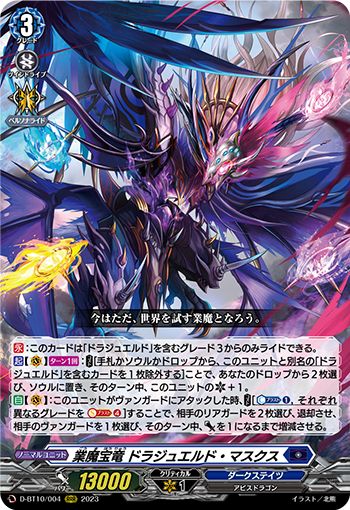 3
グレード
ツインドライブ
ペルソナライド
今はただ、世界を試す業魔となろう。
永:このカードは「ドラジュエルド」を含むグレード3からのみライドできる。
起【V】ターン1回:【手札かソウルかドロップから、このユニットと別名の「ドラジュエルド」を含むカードを1枚除外する】ことで、あなたのドロップから2枚選び、ソウルに置き、そのターン中、このユニットの☆+1。
自【V】:このユニットがヴァンガードにアタックした時、【(1)、それぞれ異なるグレードを(4)】することで、相手のリアガードを2枚選び、退却させ、相手のヴァンガードを1枚選び、そのターン中、☆を1になるまで増減させる。
ノーマルユニット
業魔宝竜 ドラジュエルド・マスクス
ダークステイツ
パワー
13000
クリティカル
1
アビスドラゴン
D-BT10/004 RRR 2023
イラスト/北熊